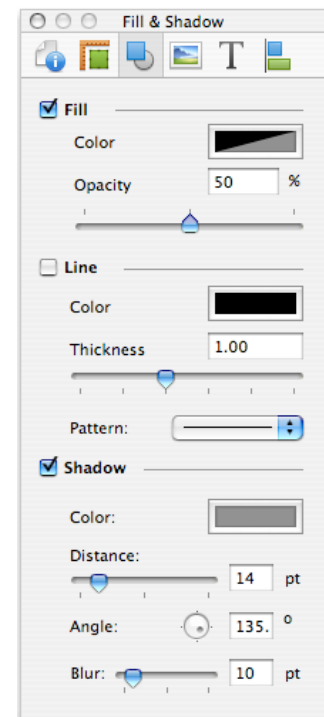 Fill & Shadow
T
Fill
Color
Opacity 50 %
Line
Color
Thickness 1.00
Pattern:
Shadow
Color:
Distance:
14 pt
Angle: 135. o
Blur: 10 pt